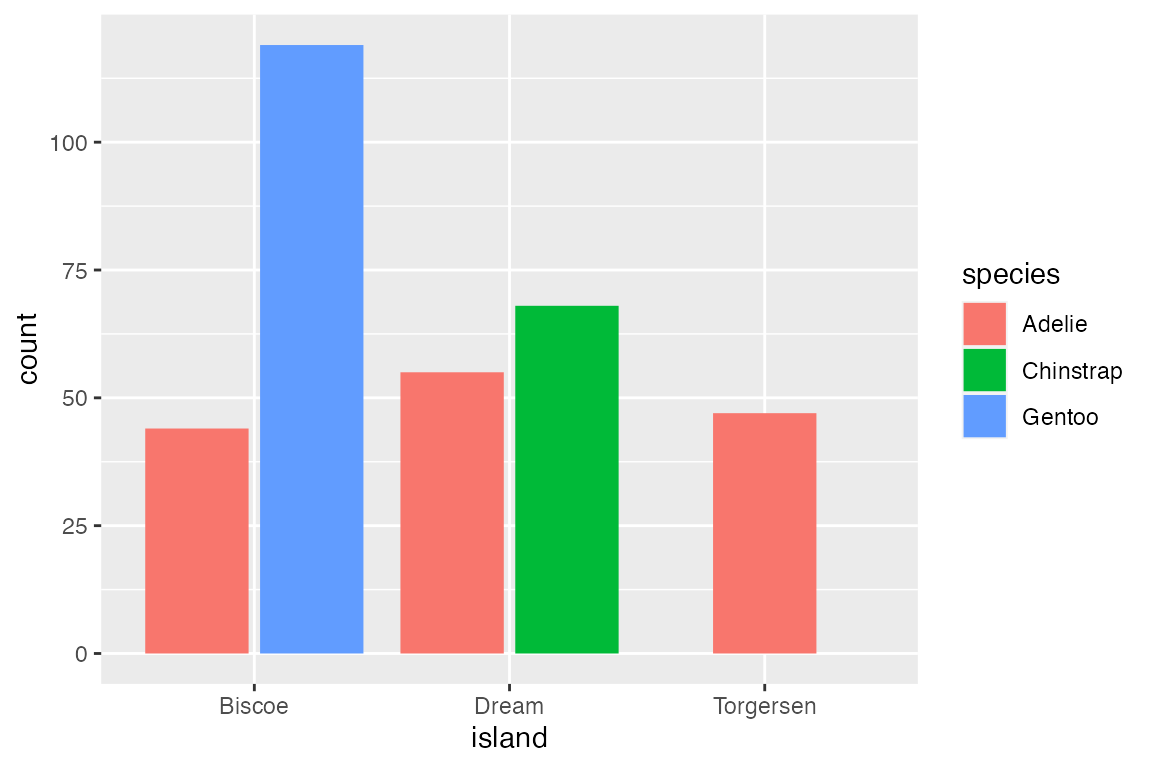 count
100
75
50
25
0
Biscoe
Dream
Torgersen
island
species
Adelie
Chinstrap
Gentoo